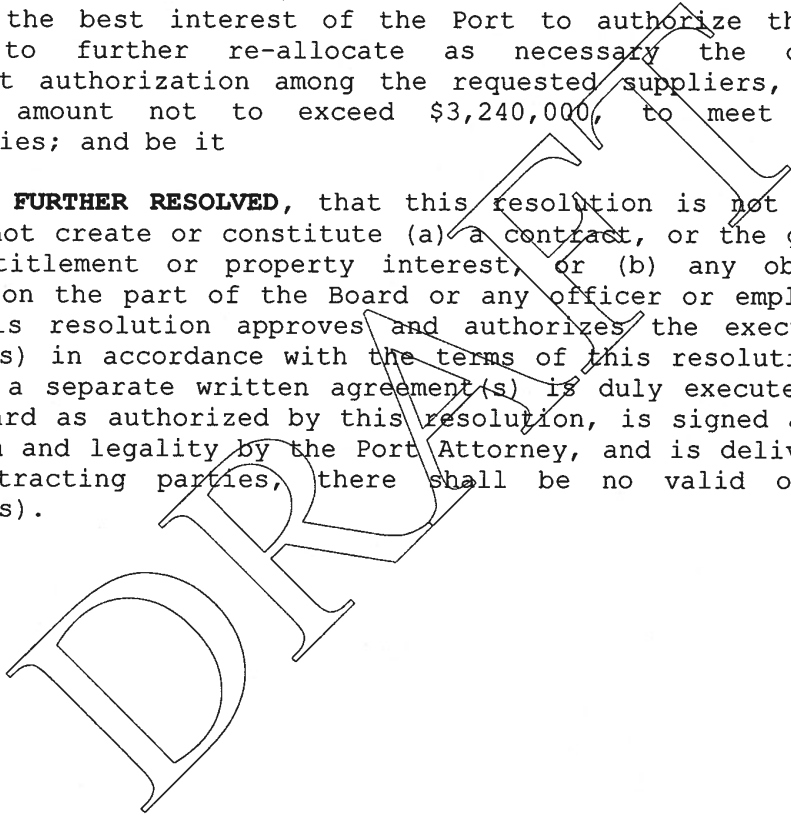 the best interest of the Port to authorize th
to further re-allocate as necessary the
t authorization among the requested suppliers,
amount not to exceed $3,240,000, to meet
ies; and be it
FURTHER RESOLVED, that this resolution is not
not create or constitute (a) a contract, or the g
titlement or property interest, or (b) any ob
on the part of the Board or any officer or empl
is resolution approves and authorizes the exec
s) in accordance with the terms of this resoluti
a separate written agreement(s) is duly execute
ard as authorized by this resolution, is signed a
and legality by the Port Attorney, and is deliv
tracting parties, there shall be no valid o
s).
DRAFT